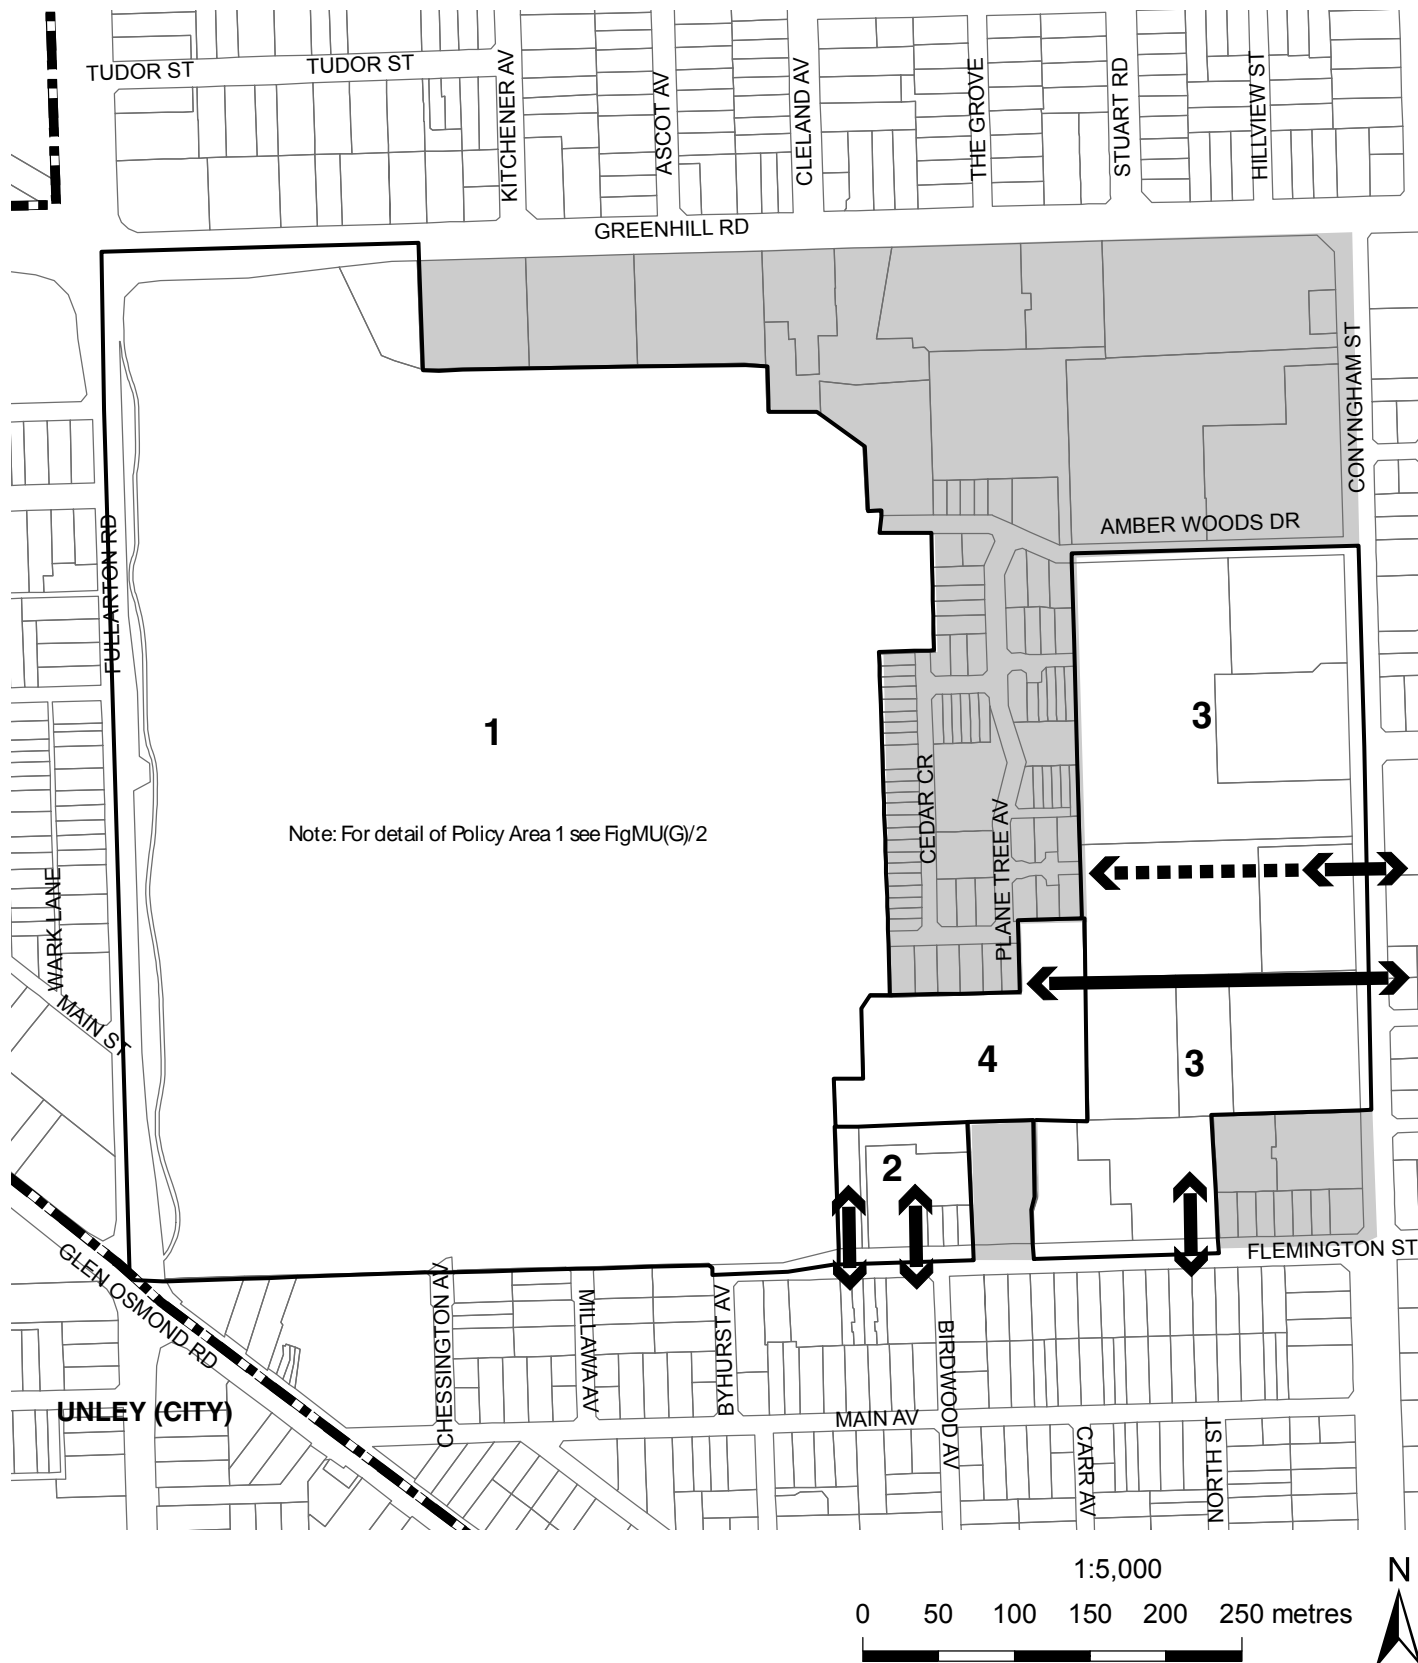 TUDOR ST
TUDOR ST
KITCHENER AV
ASCOT AV
CLELAND AV
THE GROVE
STUART RD
HILLVIEW ST
GREENHILL RD
CONYNGHAM ST
AMBER WOODS DR
FULLARTON RD
1
3
Note: For detail of Policy Area 1 see FigMU(G)/2
CEDAR CR
PLANE TREE AV
WARK LANE
MAIN ST
4
3
2
FLEMINGTON ST
GLEN OSMOND RD
CHESSINGTON AV
MILLAWA AV
BYHURST AV
BIRDWOOD AV
UNLEY (CITY)
MAIN AV
CARR AV
NORTH ST
1:5,000
N
0 50 100 150 200 250 metres